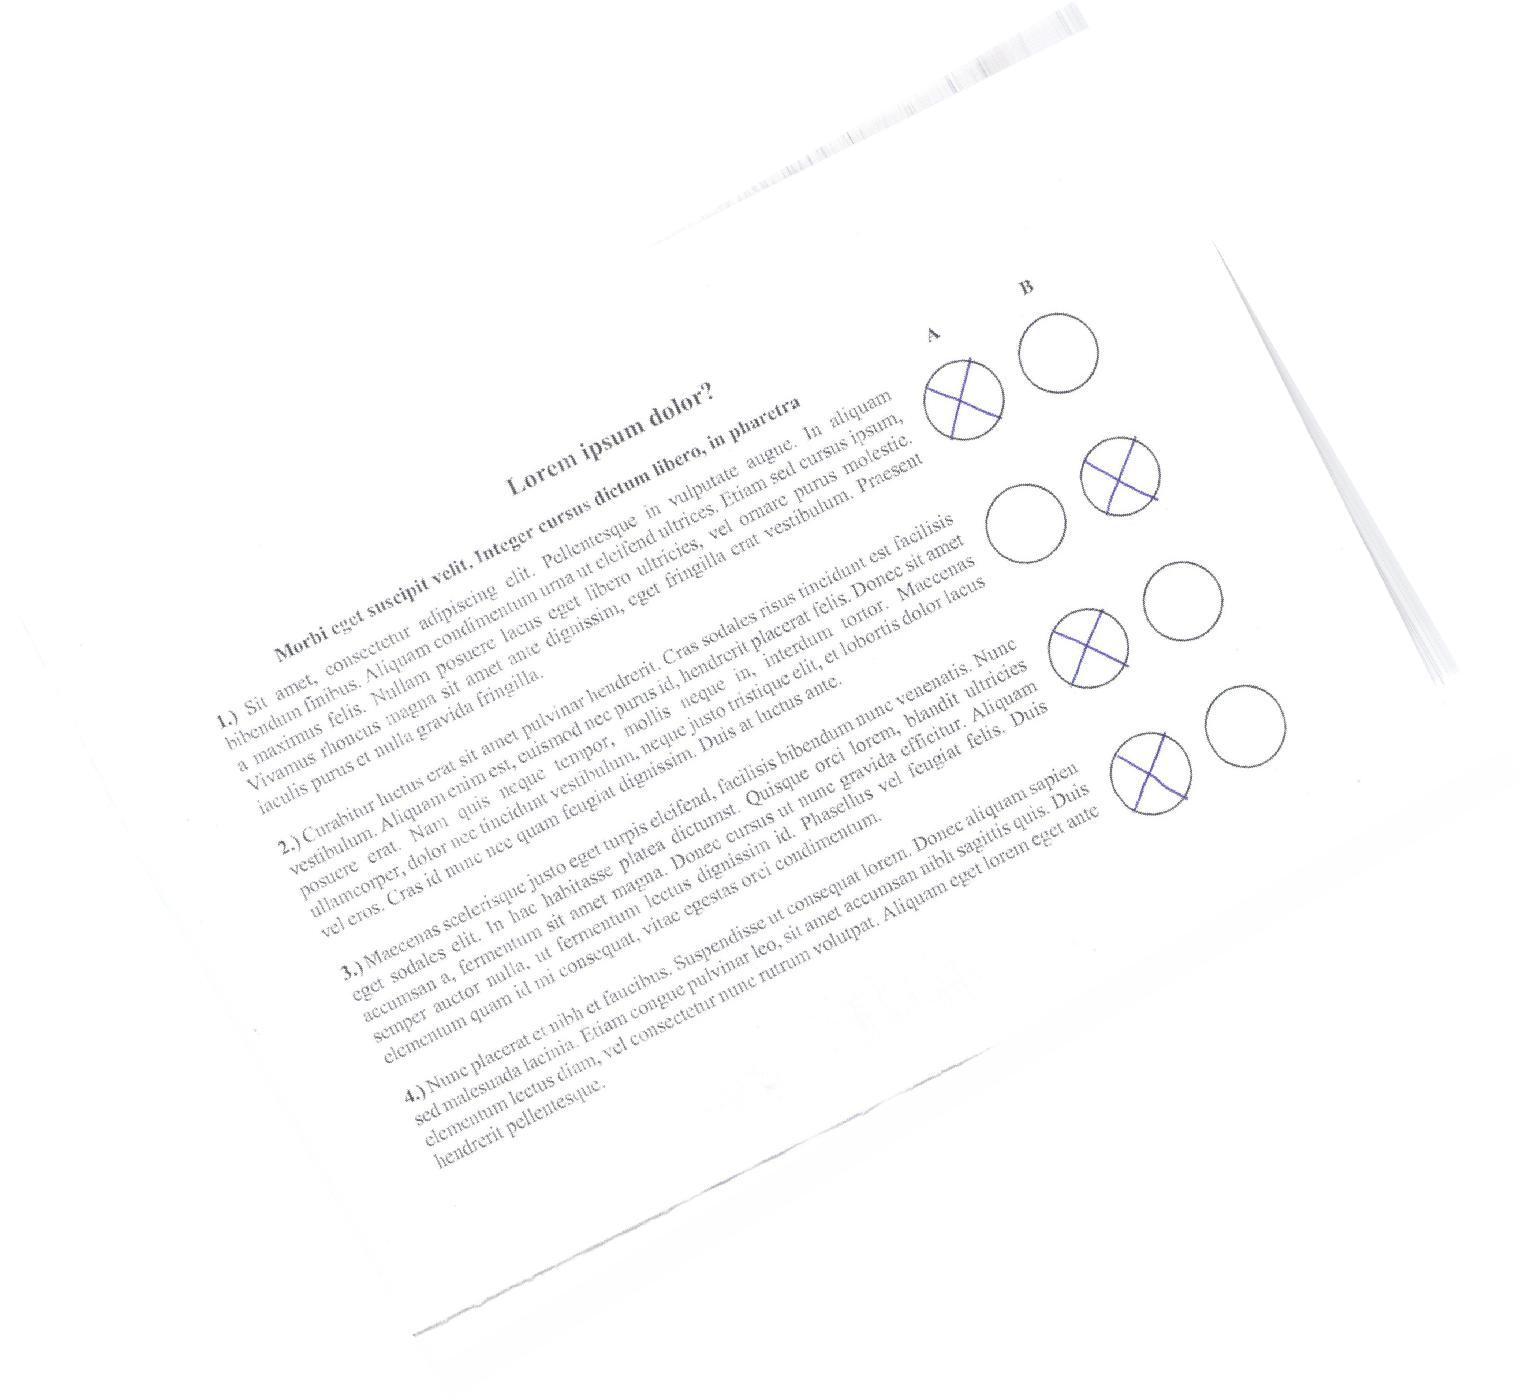 Lorem ipsum dolor?
Morbi eget suscipit velit. Integer cursus dictum libero, in pharetra
A
B
1.) Sit amet, consectetur adipiscing elit. Pellentesque in vulputate augue. In aliquam
bibendum finibus. Aliquam condimentum urna ut eleifend ultrices. Etiam sed cursus ipsum,
a maximus felis. Nullam posuere lacus eget libero ultricies, vel ornare purus molestie.
Vivamus rhoncus magna sit amet ante dignissim, eget fringilla erat vestibulum. Praesent
iaculis purus et nulla gravida fringilla.
2.) Curabitur luctus erat sit amet pulvinar hendrerit. Cras sodales risus tincidunt est facilisis
vestibulum. Aliquam enim est, euismod nec purus id, hendrerit placerat felis. Donec sit amet
posuere erat. Nam quis neque tempor, mollis neque in, interdum tortor. Maecenas
ullamcorper, dolor nec tincidunt vestibulum, neque justo tristique elit, et lobortis dolor lacus
vel eros. Cras id nunc nec quam feugiat dignissim. Duis at luctus ante.
3.) Maecenas scelerisque justo eget turpis eleifend, facilisis bibendum nunc venenatis. Nunc
eget sodales elit. In hac habitasse platea dictumst. Quisque orci lorem, blandit ultricies
accumsan a, fermentum sit amet magna. Donec cursus ut nunc gravida efficitur. Aliquam
semper auctor nulla, ut fermentum lectus dignissim id. Phasellus vel feugiat felis. Duis
elementum quam id mi consequat, vitae egestas orci condimentum.
4.) Nunc placerat et nibh et faucibus. Suspendisse ut consequat lorem. Donec aliquam sapien
sed malesuada lacinia. Etiam congue pulvinar leo, sit amet accumsan nibh sagittis quis. Duis
elementum lectus diam, vel consectetur nunc rutrum volutpat. Aliquam eget lorem eget ante
hendrerit pellentesque.